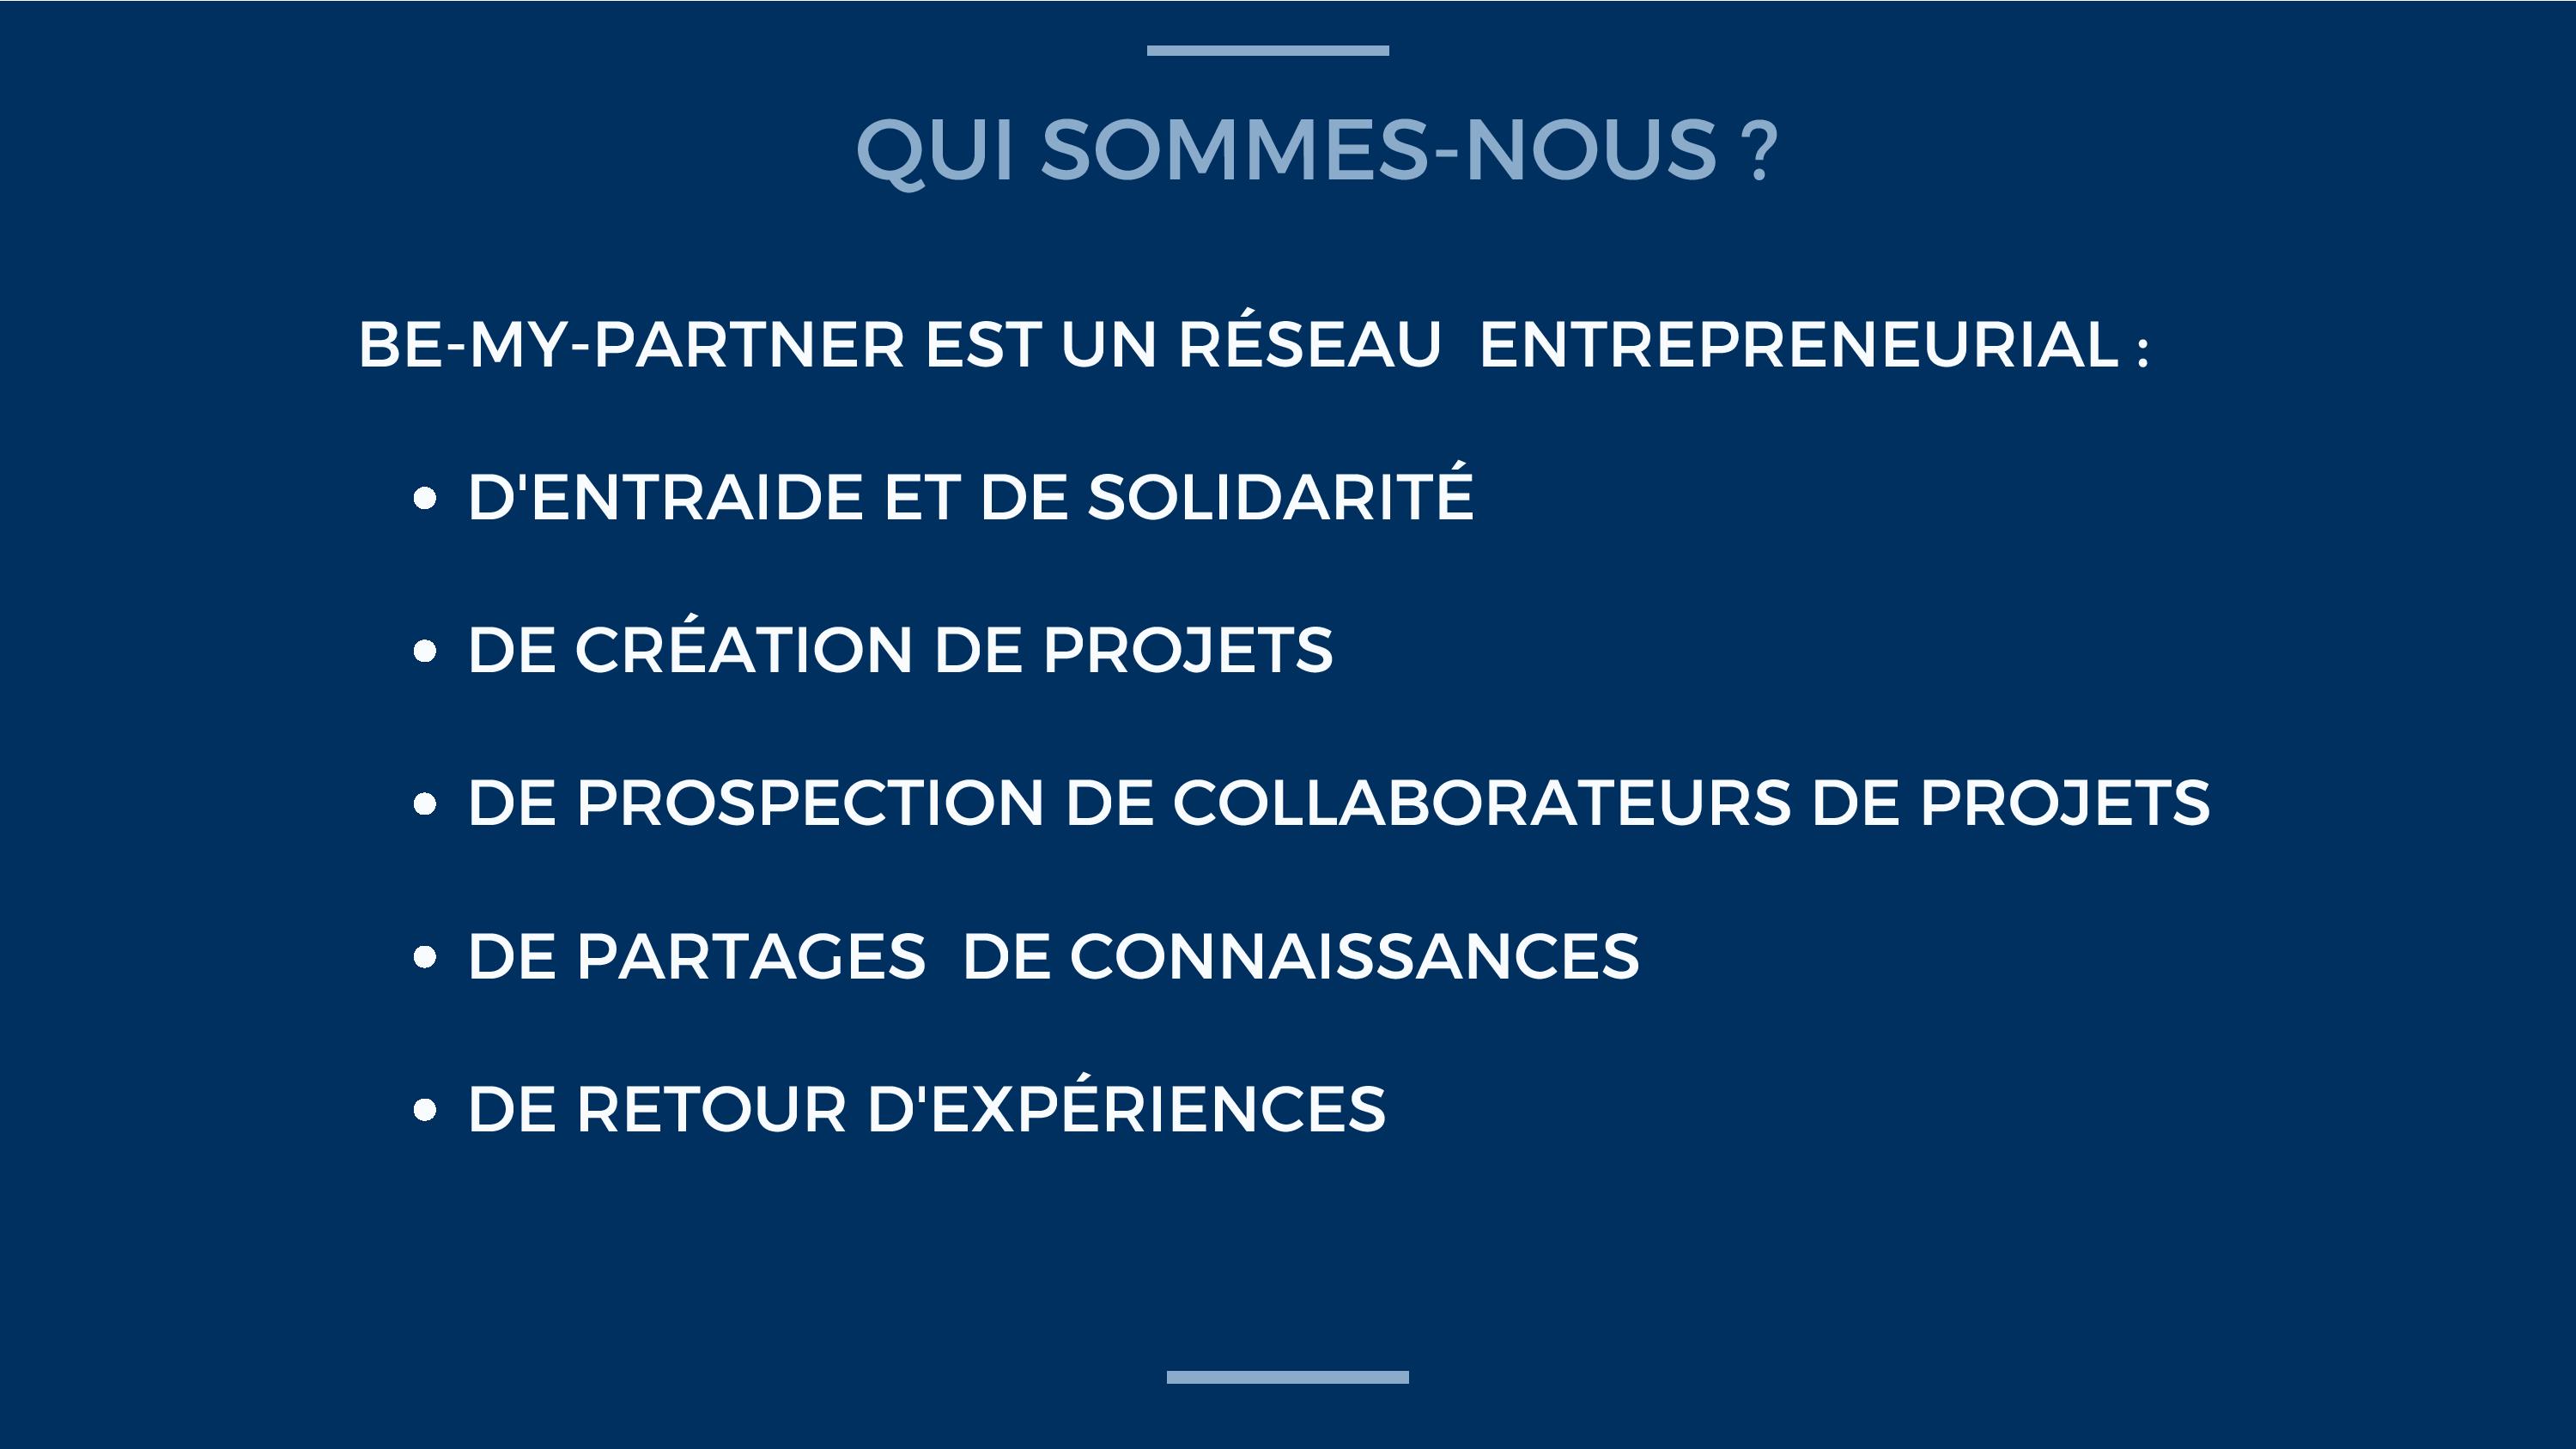 QUI SOMMES-NOUS ?
BE-MY-PARTNER EST UN RÉSEAU  ENTREPRENEURIAL :
• D'ENTRAIDE ET DE SOLIDARITÉ
• DE CRÉATION DE PROJETS
• DE PROSPECTION DE COLLABORATEURS DE PROJETS
• DE PARTAGES  DE CONNAISSANCES
• DE RETOUR D'EXPÉRIENCES